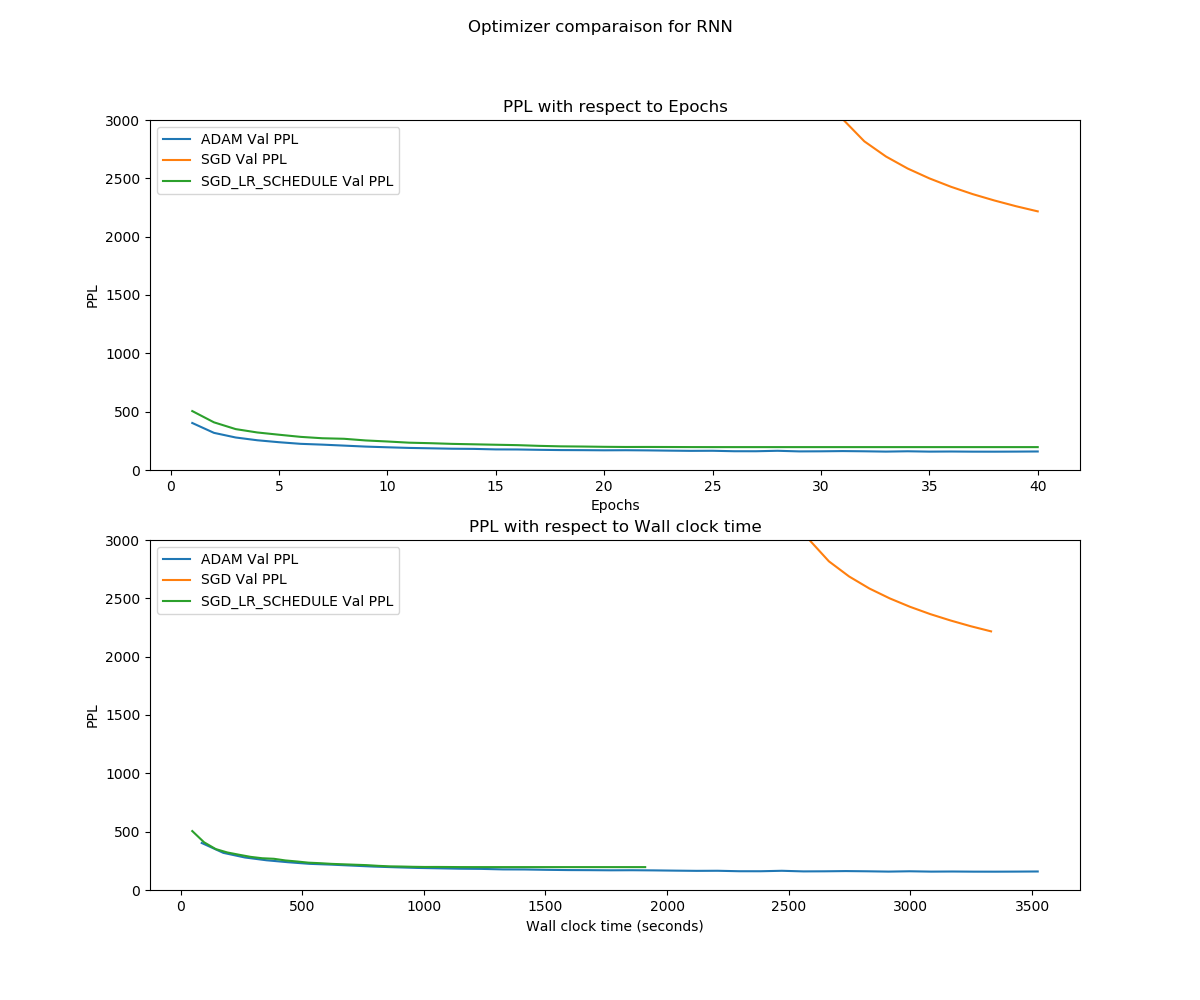 Optimizer comparaison for RNN
PPL with respect to Epochs
ADAM Val PPL
SGD Val PPL
SGD_LR_SCHEDULE Val PPL
PPL
3000
2500
2000
1500
1000
500
0
0 5 10 15 20 25 30 35 40
Epochs
PPL with respect to Wall clock time
ADAM Val PPL
SGD Val PPL
SGD_LR_SCHEDULE Val PPL
PPL
3000
2500
2000
1500
1000
500
0
0 500 1000 1500 2000 2500 3000 3500
Wall clock time (seconds)